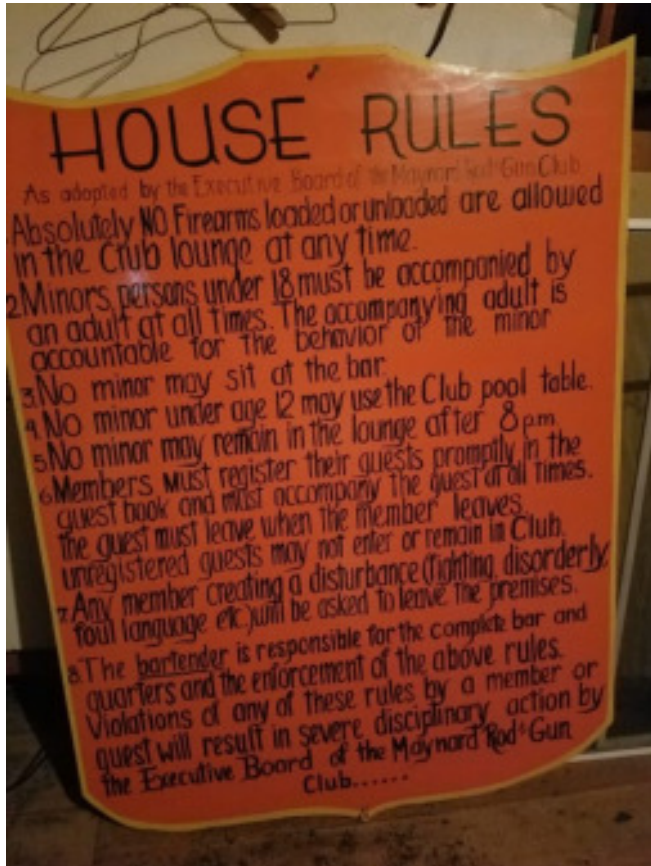 HOUSE RULES
As adopted by the Executive Board of the Maynard Rod & Gun Club
Absolutely NO Firearms loaded or unloaded are allowed
in the Club lounge at any time.
2. Minors, persons under 18 must be accompanied by
an adult at all times. The accompanying adult is
accountable for the behavior of the minor
3. No minor may sit at the bar.
4. No minor under age 12 may use the Club pool table.
5. No minor may remain in the lounge after 8 p.m.
6. Members must register their guests promptly in the
guest book and must accompany the guest at all times.
the guest must leave when the member leaves.
unregistered guests may not enter or remain in Club.
7. Any member creating a disturbance (fighting, disorderly,
foul language etc.) will be asked to leave the premises.
8. The bartender is responsible for the complete bar and
quarters and the enforcement of the above rules.
Violations of any of these rules by a member or
guest will result in severe disciplinary action by
the Executive Board of the Maynard Rod & Gun
Club......